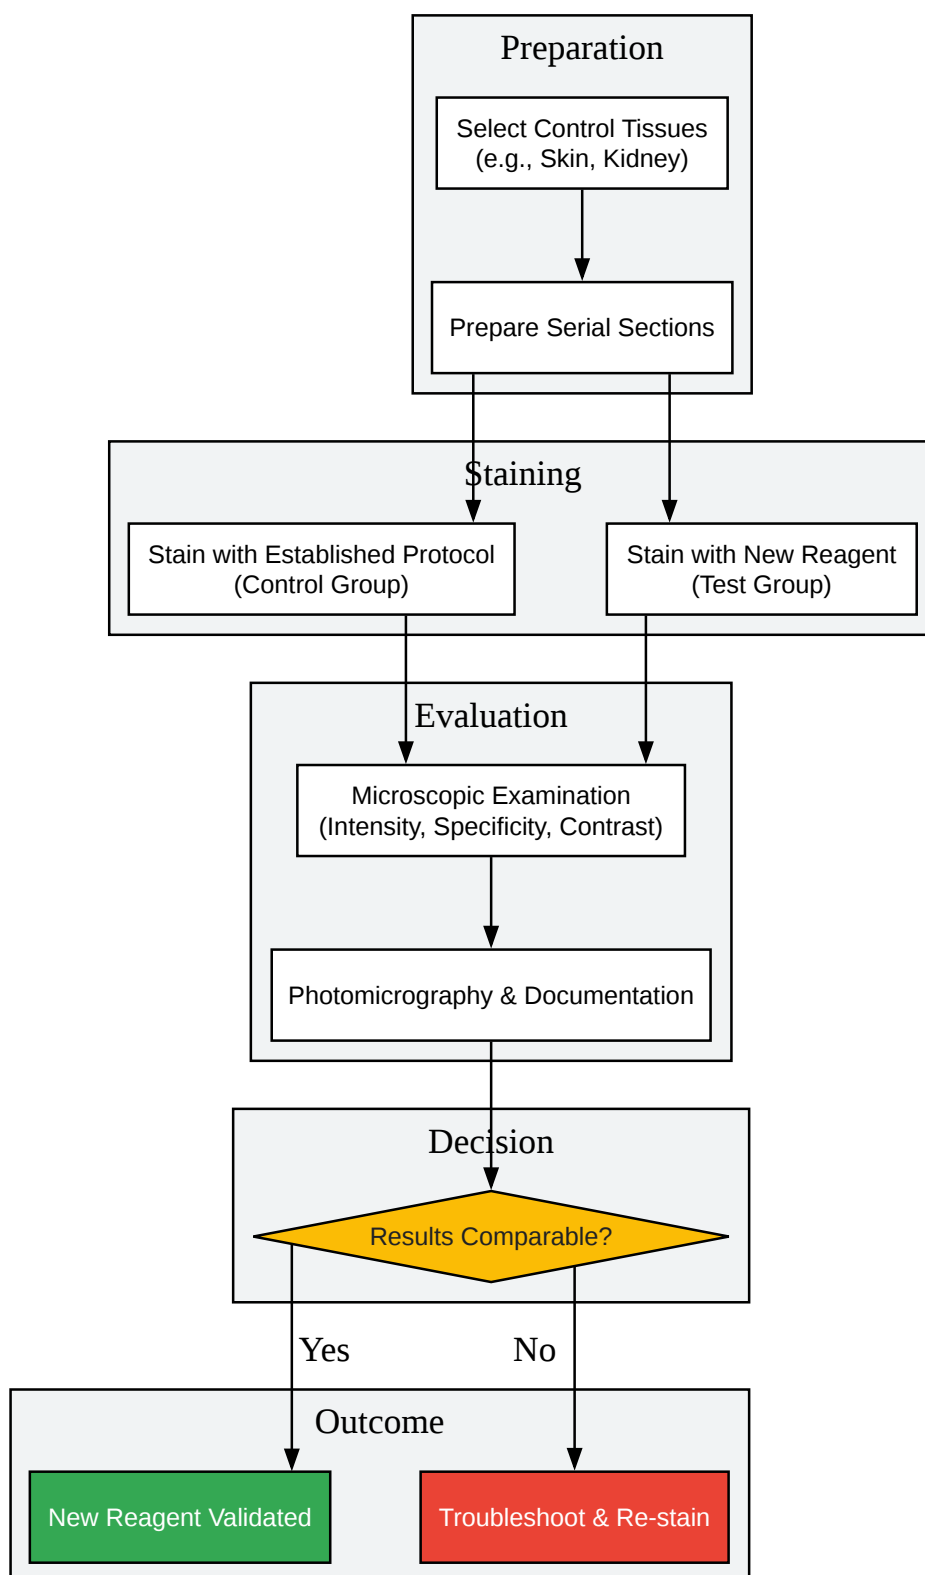 Preparation
Select Control Tissues
(e.g., Skin, Kidney)
Prepare Serial Sections
Staining
Stain with Established Protocol
(Control Group)
Stain with New Reagent
(Test Group)
Evaluation
Microscopic Examination
(Intensity, Specificity, Contrast)
Photomicrography & Documentation
Decision
Results Comparable?
Yes
No
Outcome
New Reagent Validated
Troubleshoot & Re-stain